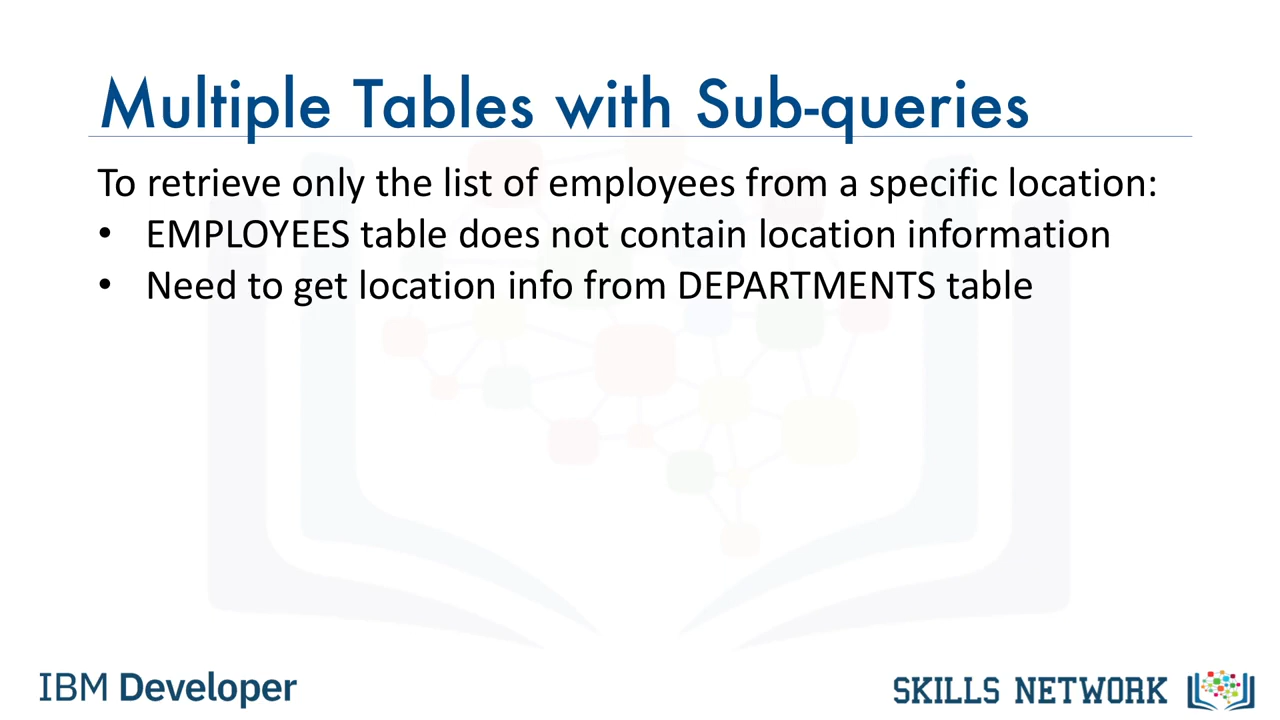 Multiple Tables with Sub-queries
To retrieve only the list of employees from a specific location:
• EMPLOYEES table does not contain location information
• Need to get location info from DEPARTMENTS table
IBM Developer
SKILLS NETWORK